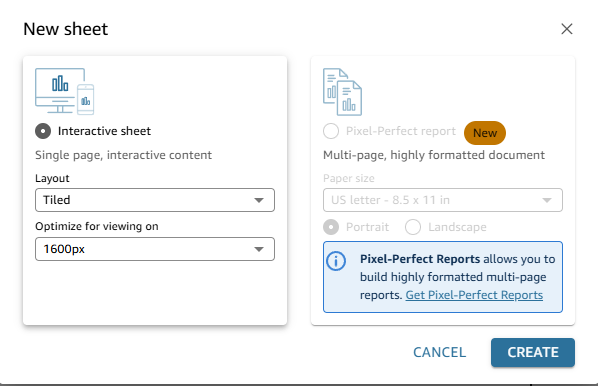 New sheet
Interactive sheet
Single page, interactive content
Layout
Tiled
Optimize for viewing on
1600px
Pixel-Perfect report
New
Multi-page, highly formatted document
Paper size
US letter - 8.5 x 11 in
Portrait
Landscape
Pixel-Perfect Reports allows you to
build highly formatted multi-page
reports. Get Pixel-Perfect Reports
CANCEL
CREATE